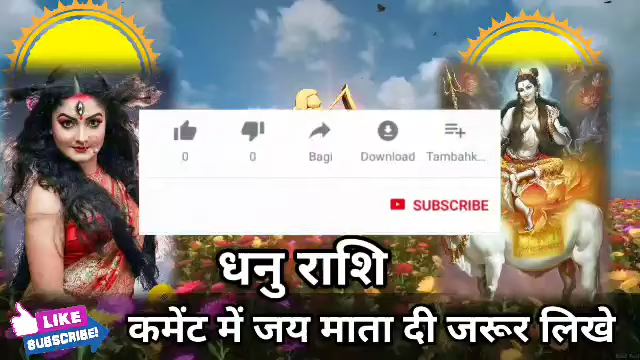 0 0 Bagi Download Tambahk...
SUBSCRIBE
धनु राशि
LIKE
SUBSCRIBE!
कमेंट में जय माता दी जरूर लिखे